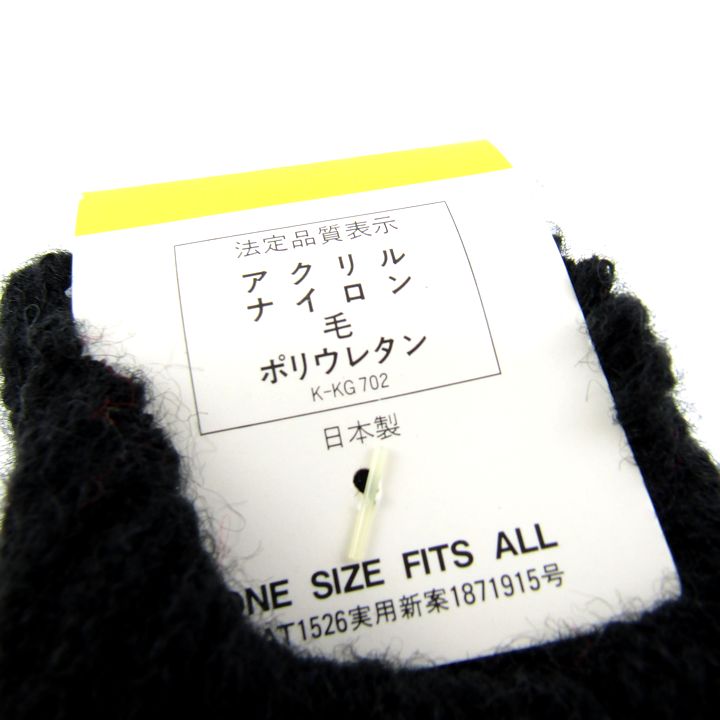 法定品質表示
アクリル
ナイロン
毛
ポリウレタン
K-KG702
日本製
ONE SIZE FITS ALL
AT1526実用新案1871915号